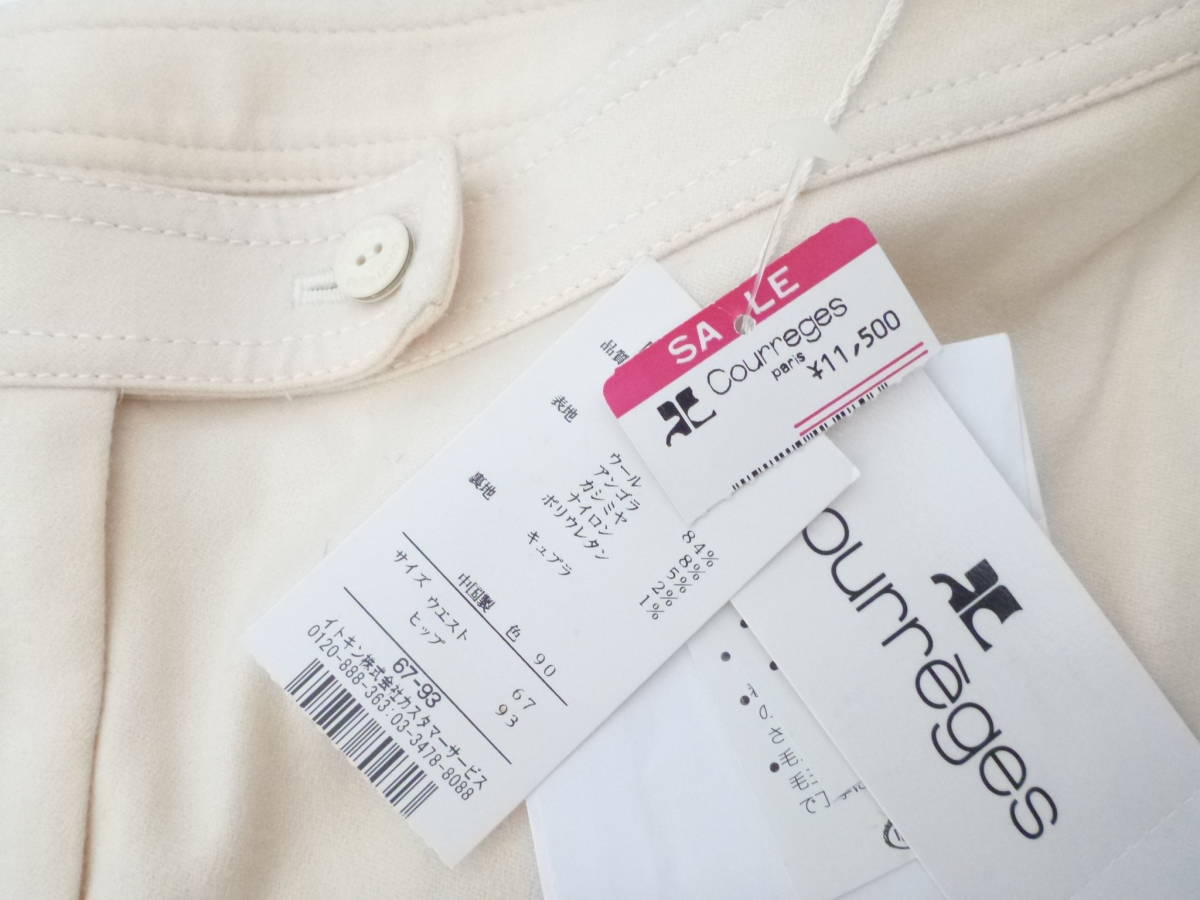 SALE
Courrèges
paris
¥11,500
品質
表地
ウール 84%
アンゴラ 8%
カシミヤ 5%
ナイロン 2%
ポリウレタン 1%
裏地
キュプラ
中国製 色 90
サイズ ウエスト 67
ヒップ 93
67-93
イトキン株式会社カスタマーサービス
0120-888-363:03-3478-8088
ourrèges